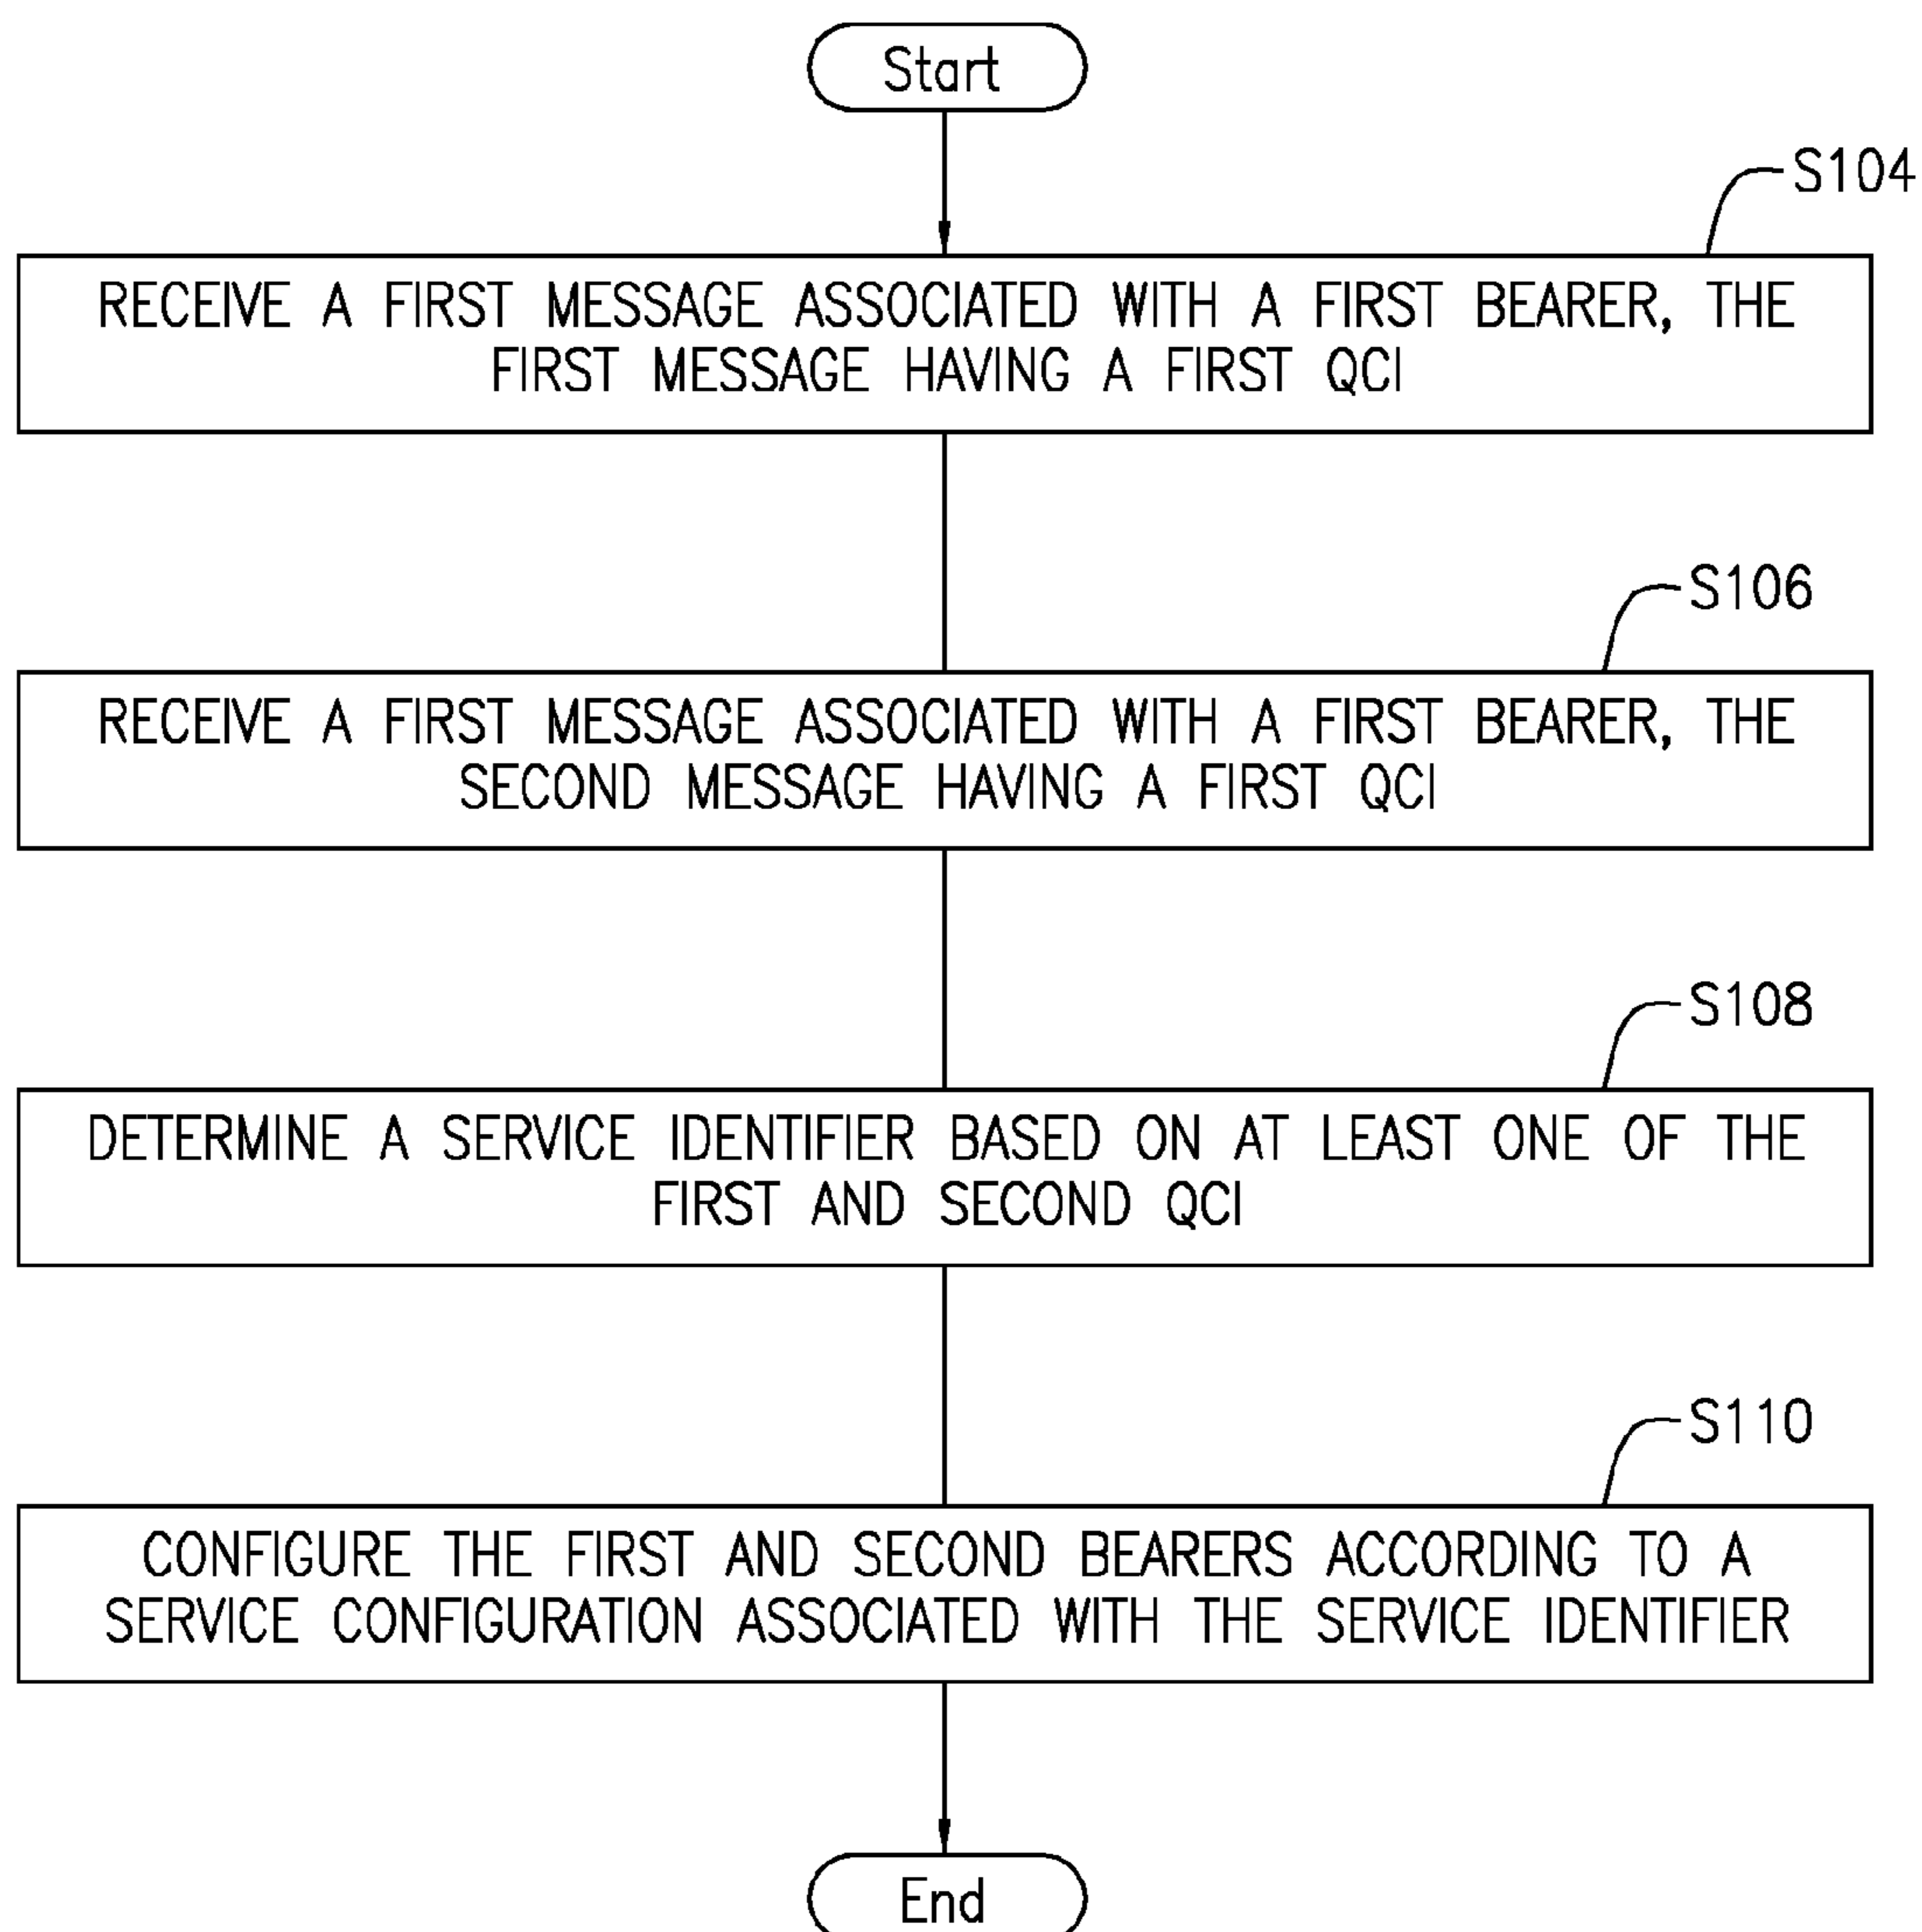 Start
S104
RECEIVE A FIRST MESSAGE ASSOCIATED WITH A FIRST BEARER, THE
FIRST MESSAGE HAVING A FIRST QCI
S106
RECEIVE A FIRST MESSAGE ASSOCIATED WITH A FIRST BEARER, THE
SECOND MESSAGE HAVING A FIRST QCI
S108
DETERMINE A SERVICE IDENTIFIER BASED ON AT LEAST ONE OF THE
FIRST AND SECOND QCI
S110
CONFIGURE THE FIRST AND SECOND BEARERS ACCORDING TO A
SERVICE CONFIGURATION ASSOCIATED WITH THE SERVICE IDENTIFIER
End